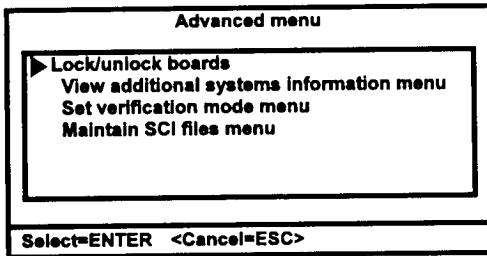 Advanced menu
Lock/unlock boards
View additional systems information menu
Set verification mode menu
Maintain SCI files menu
Select=ENTER <Cancel=ESC>